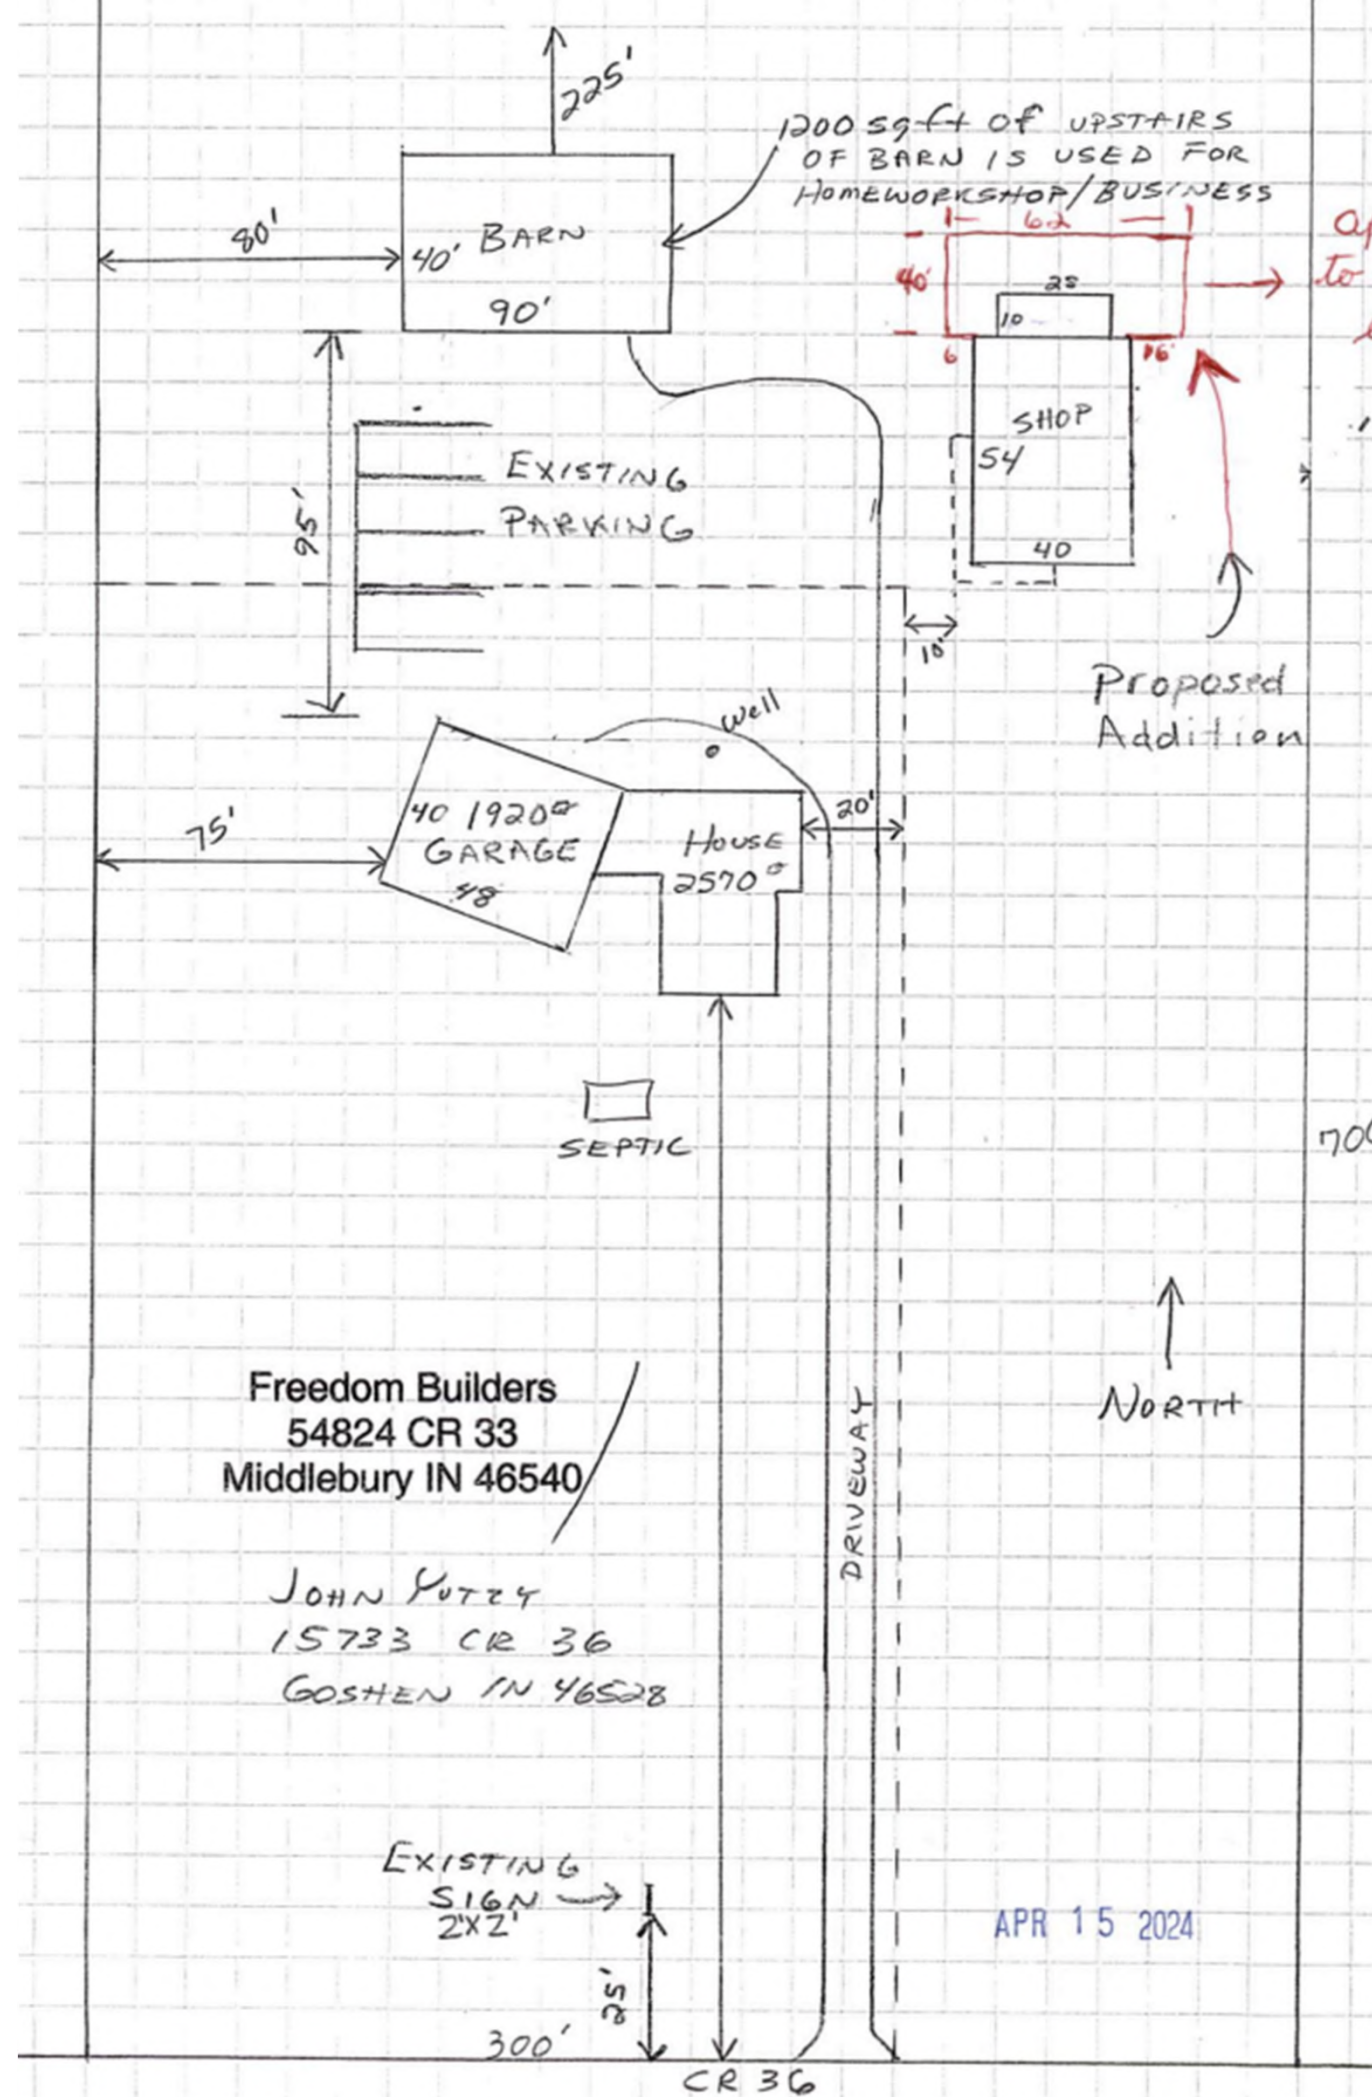 225'
1200 sqft of UPSTAIRS
OF BARN IS USED FOR
HOMEWORKSHOP/BUSINESS
62
80'
40' BARN
90'
40'
28
10
to
6
16'
SHOP
54
40
EXISTING
PARKING
95'
10'
Proposed
Addition
well
20'
75'
40 1920
GARAGE
48
HOUSE
2570
SEPTIC
700
NORTH
Freedom Builders
54824 CR 33
Middlebury IN 46540
DRIVEWAY
JOHN YUTZY
15733 CR 36
GOSHEN IN 46528
EXISTING
SIGN
2'X2'
APR 15 2024
25'
300'
CR 36